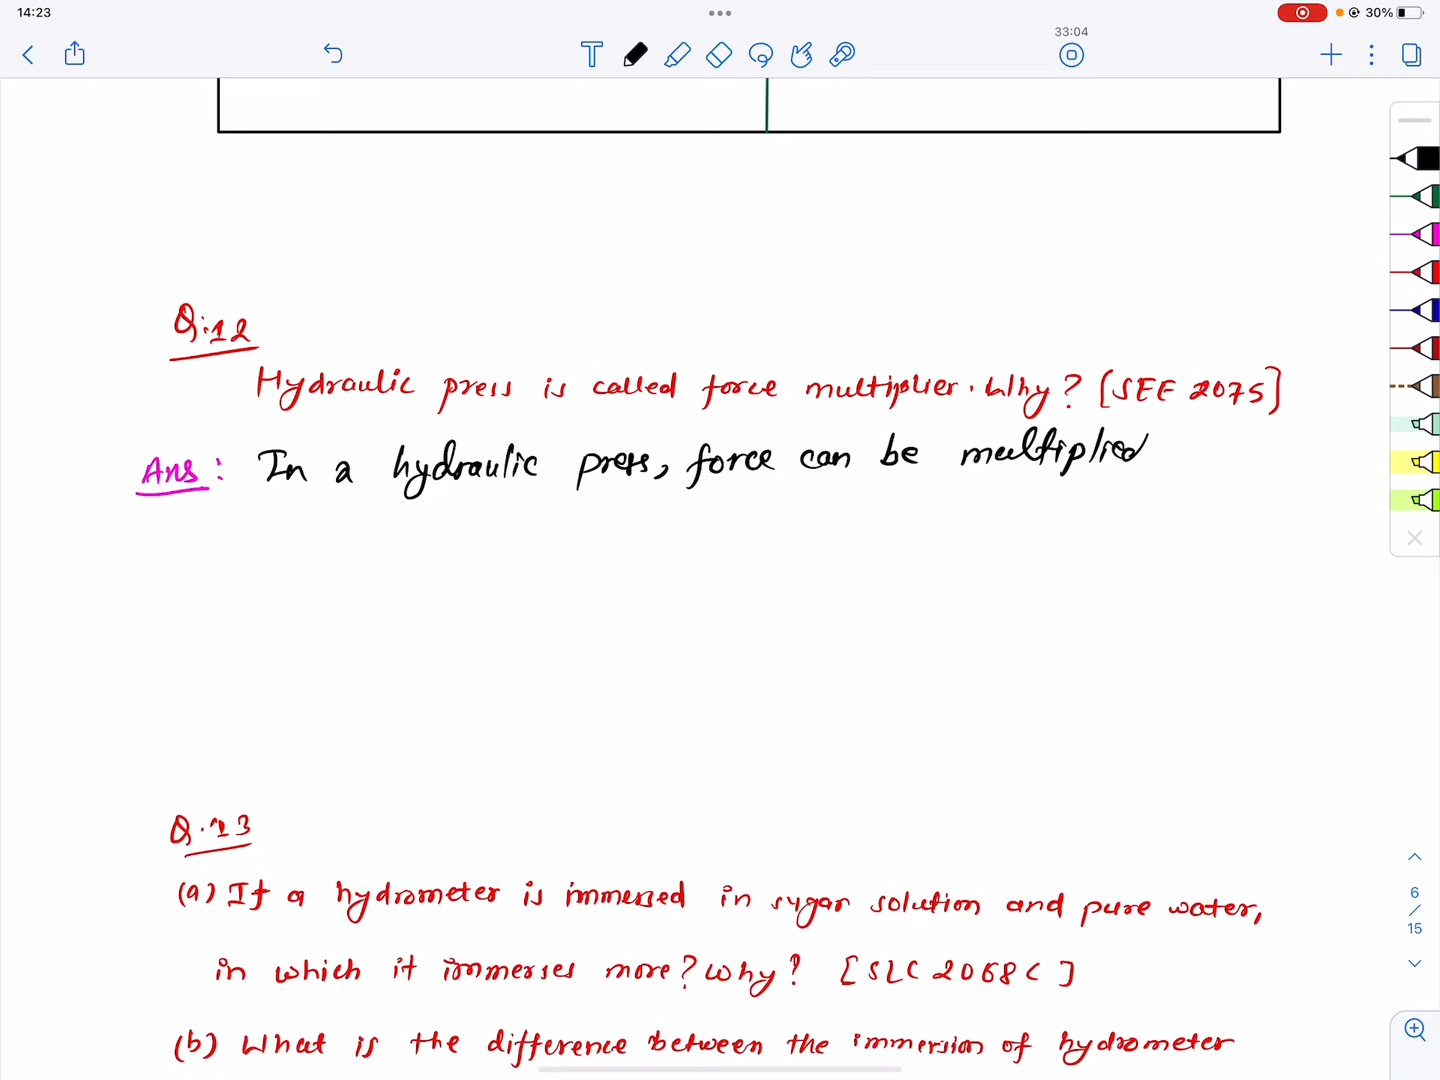 14:23
30%
33:04
Q.12
Hydraulic press is called force multiplier. Why? [SEE 2075]
Ans: In a hydraulic press, force can be multiplied
Q.13
(a) If a hydrometer is immersed in sugar solution and pure water,
in which it immerses more? Why? [SLC 2068 C]
(b) What is the difference between the immersion of hydrometer
6
/
15